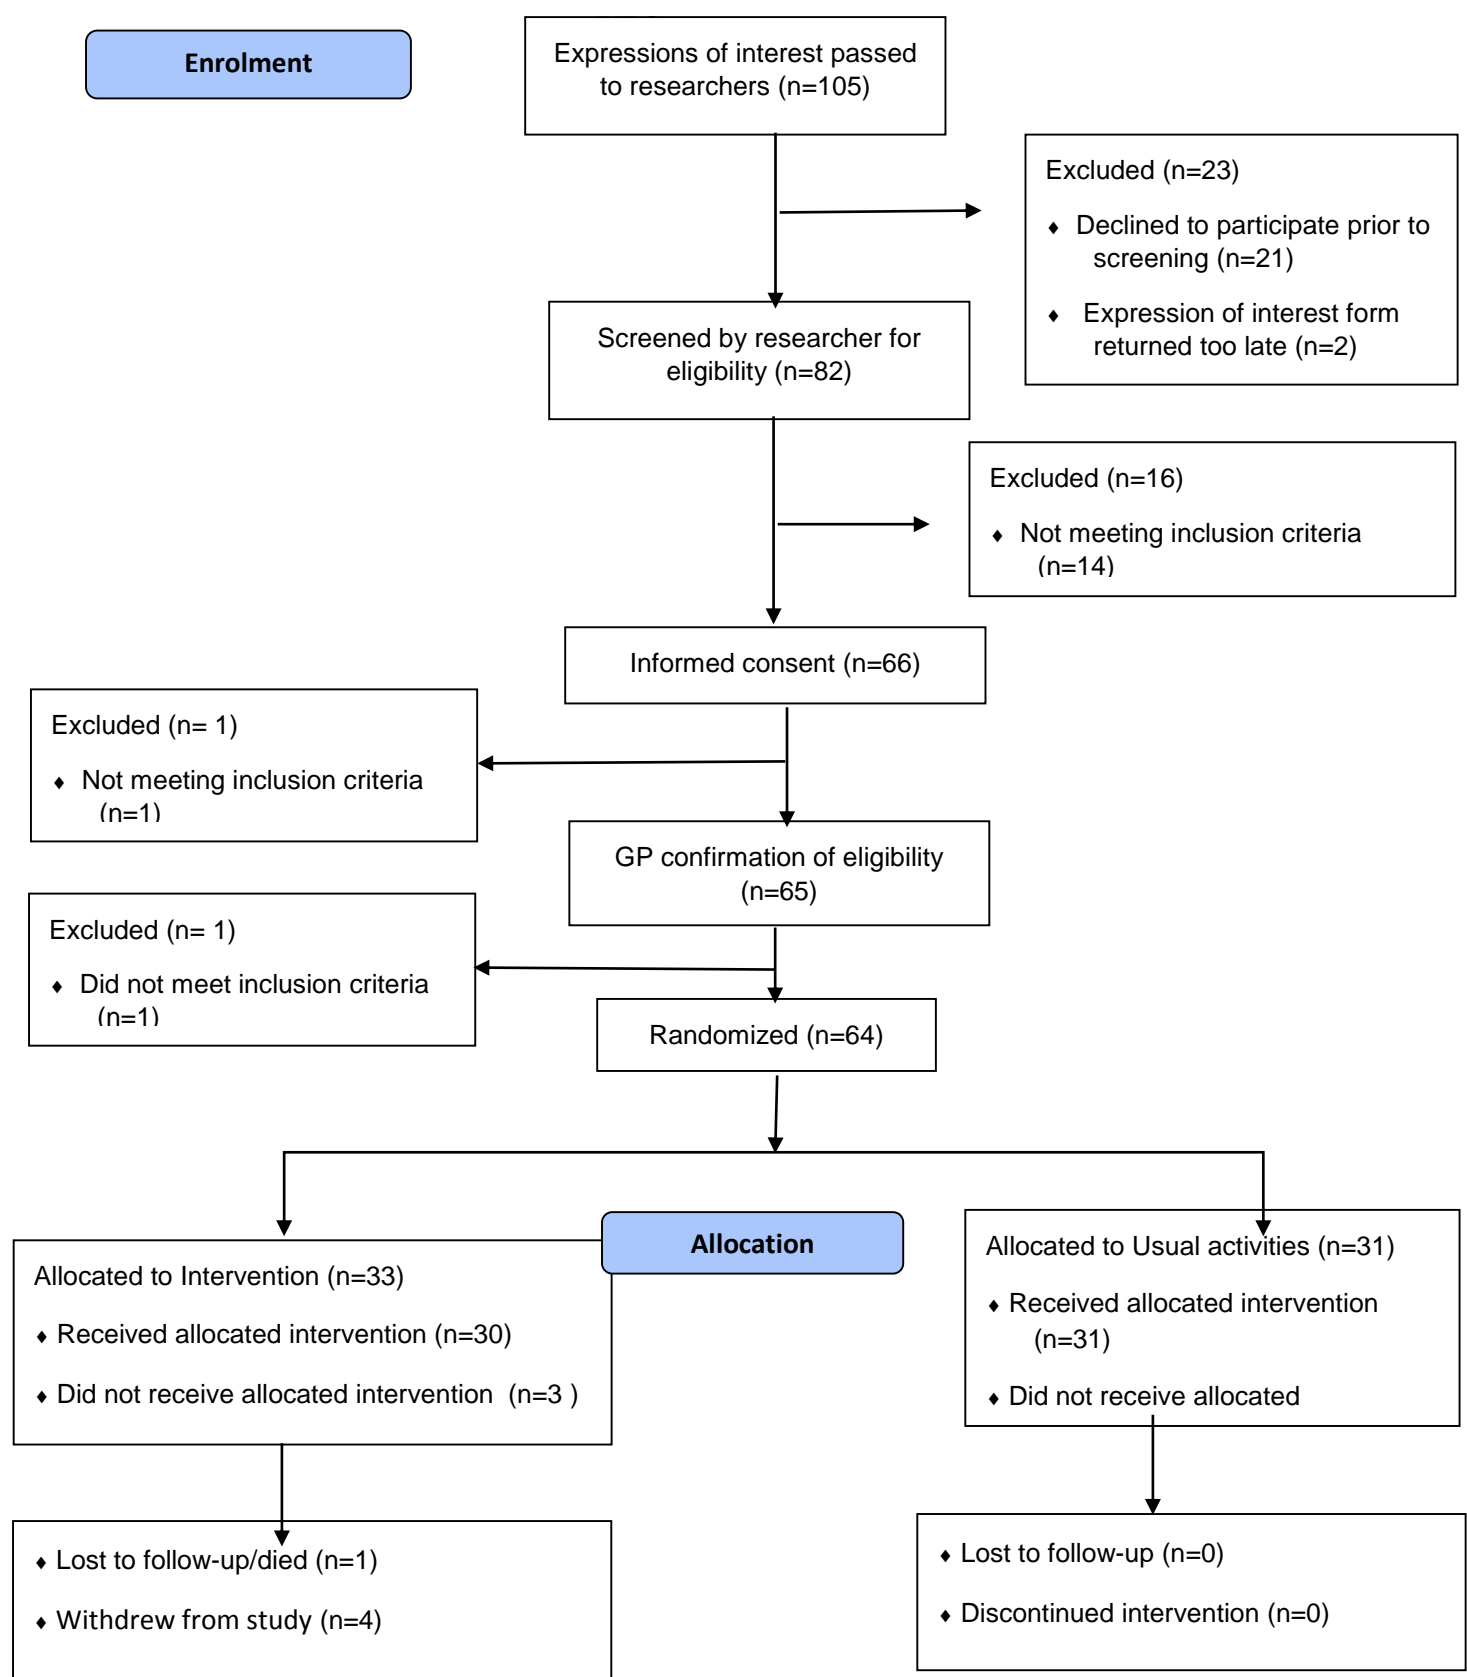 Enrolment
Expressions of interest passed
to researchers (n=105)
Excluded (n=23)
♦ Declined to participate prior to
screening (n=21)
♦ Expression of interest form
returned too late (n=2)
Screened by researcher for
eligibility (n=82)
Excluded (n=16)
♦ Not meeting inclusion criteria
(n=14)
Informed consent (n=66)
Excluded (n= 1)
♦ Not meeting inclusion criteria
(n=1)
GP confirmation of eligibility
(n=65)
Excluded (n= 1)
♦ Did not meet inclusion criteria
(n=1)
Randomized (n=64)
Allocation
Allocated to Intervention (n=33)
♦ Received allocated intervention (n=30)
♦ Did not receive allocated intervention (n=3 )
Allocated to Usual activities (n=31)
♦ Received allocated intervention
(n=31)
♦ Did not receive allocated
♦ Lost to follow-up/died (n=1)
♦ Withdrew from study (n=4)
♦ Lost to follow-up (n=0)
♦ Discontinued intervention (n=0)